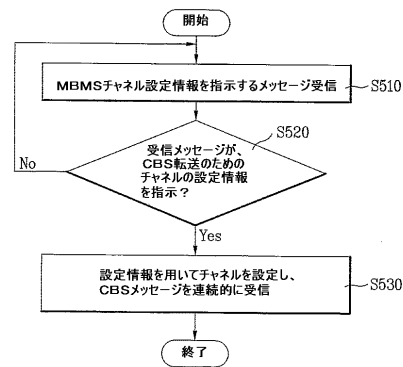 開始
MBMSチャネル設定情報を指示するメッセージ受信
S510
S520
受信メッセージが、
CBS転送のための
チャネルの設定情報
を指示?
No
Yes
設定情報を用いてチャネルを設定し、
CBSメッセージを連続的に受信
S530
終了